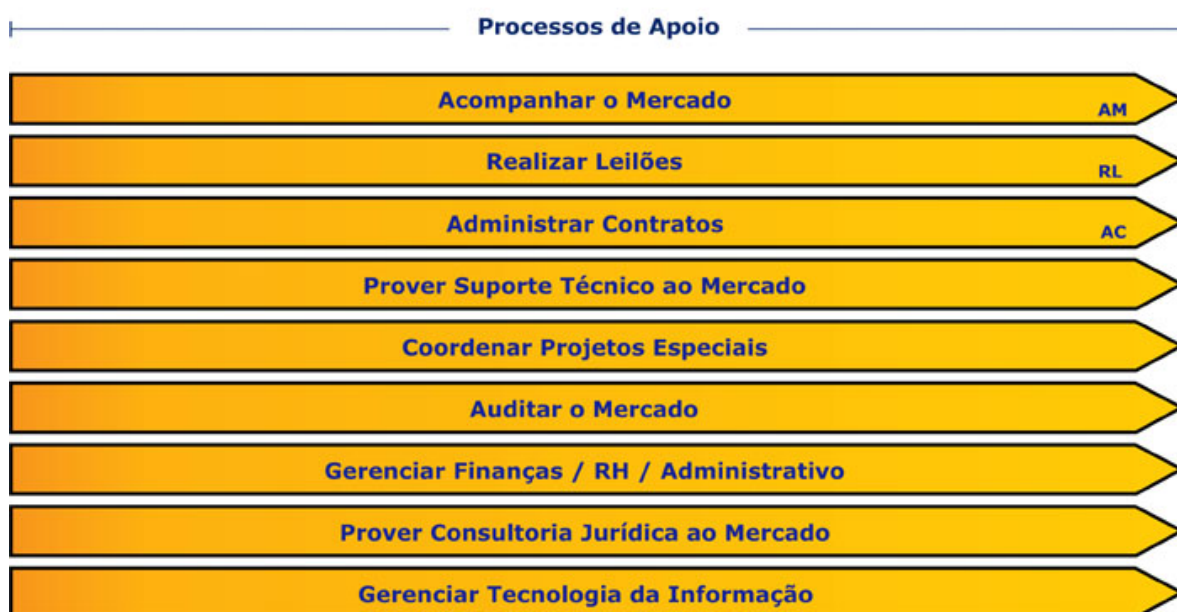 Processos de Apoio
Acompanhar o Mercado
AM
Realizar Leilões
RL
Administrar Contratos
AC
Prover Suporte Técnico ao Mercado
Coordenar Projetos Especiais
Auditar o Mercado
Gerenciar Finanças / RH / Administrativo
Prover Consultoria Jurídica ao Mercado
Gerenciar Tecnologia da Informação